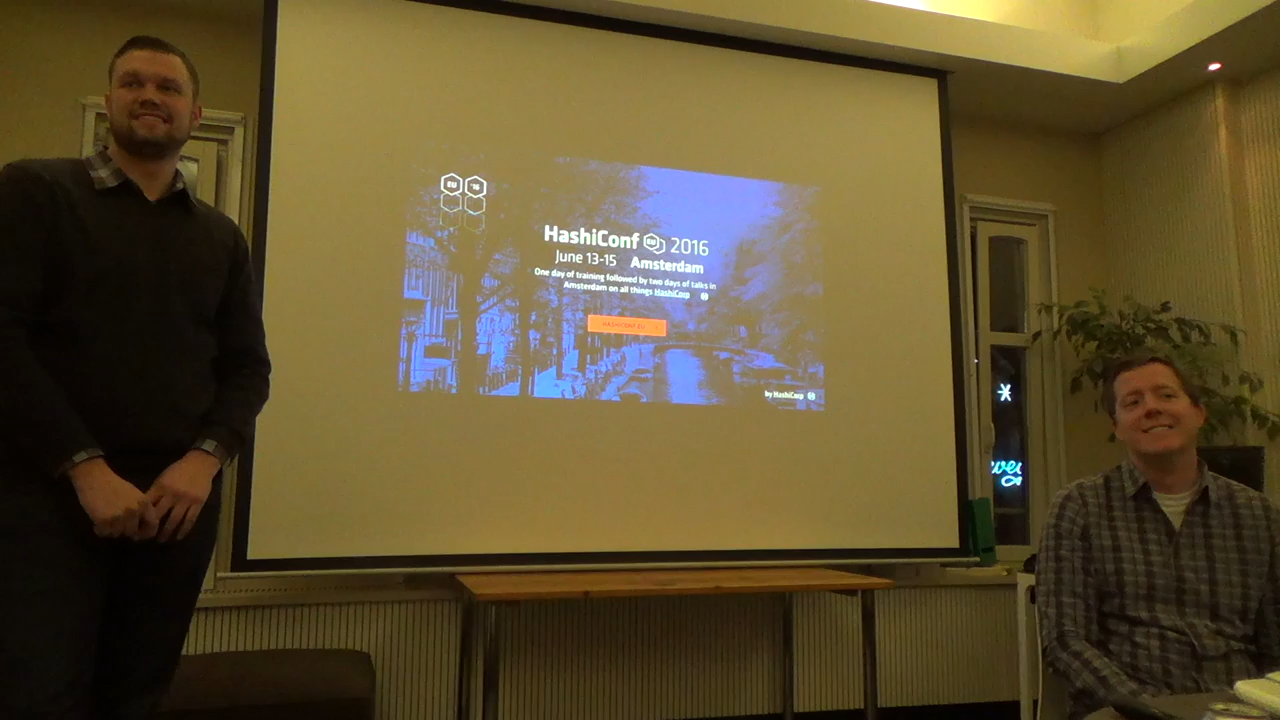 EU '16
HashiConf EU 2016
June 13-15 Amsterdam
One day of training followed by two days of talks in
Amsterdam on all things HashiCorp
HASHICONF EU
by HashiCorp